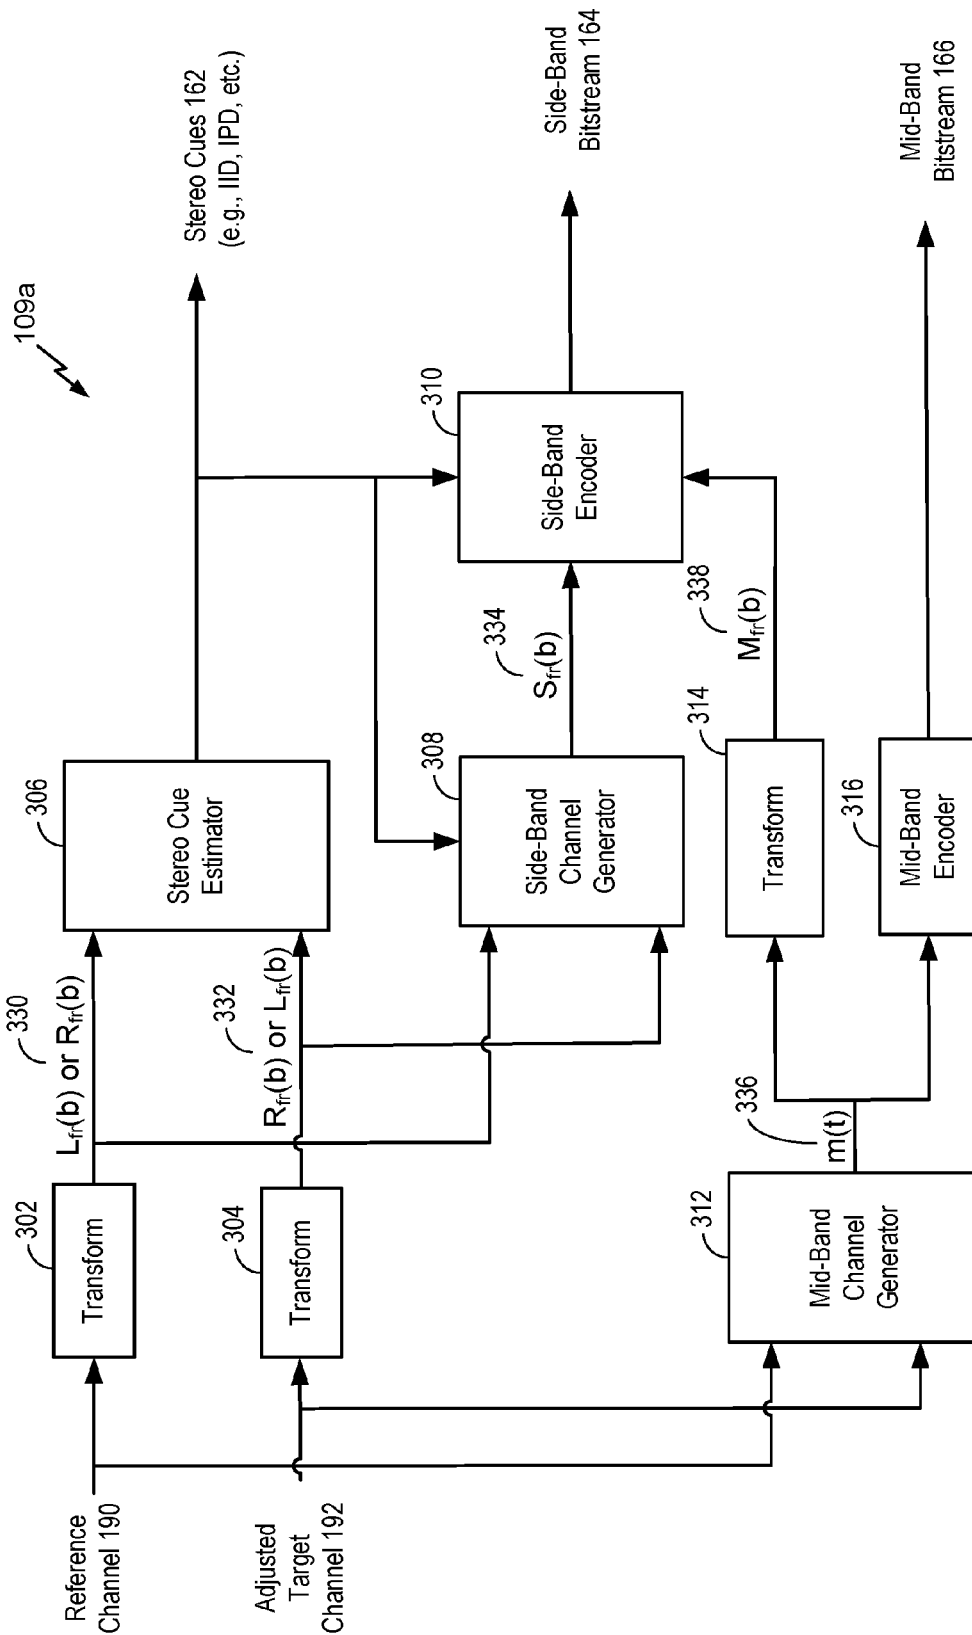 109a
Reference
Channel 190
302
Transform
330
Lfr(b) or Rfr(b)
306
Stereo Cue
Estimator
Stereo Cues 162
(e.g., IID, IPD, etc.)
Adjusted
Target
Channel 192
304
Transform
332
Rfr(b) or Lfr(b)
308
Side-Band
Channel
Generator
334
Sfr(b)
310
Side-Band
Encoder
Side-Band
Bitstream 164
312
Mid-Band
Channel
Generator
336
m(t)
314
Transform
338
Mfr(b)
316
Mid-Band
Encoder
Mid-Band
Bitstream 166